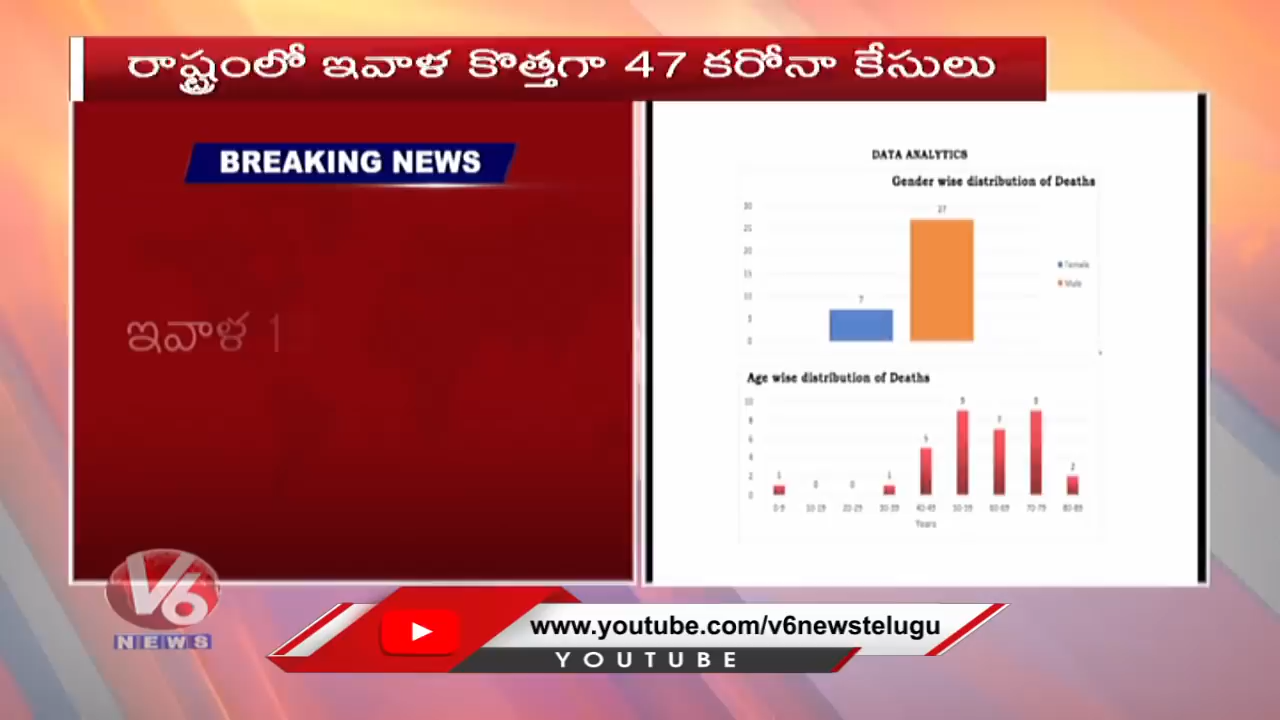 రాష్ట్రంలో ఇవాళ కొత్తగా 47 కరోనా కేసులు
BREAKING NEWS
ఇవాళ 1
DATA ANALYTICS
Gender wise distribution of Deaths
30
27
25
20
15
10
7
5
0
Female
Male
Age wise distribution of Deaths
10
8
6
4
2
0
1 0 0 1 5 9 7 9 2
0-9 10-19 20-29 30-39 40-49 50-59 60-69 70-79 80-89
Years
V6
NEWS
www.youtube.com/v6newstelugu
YOUTUBE